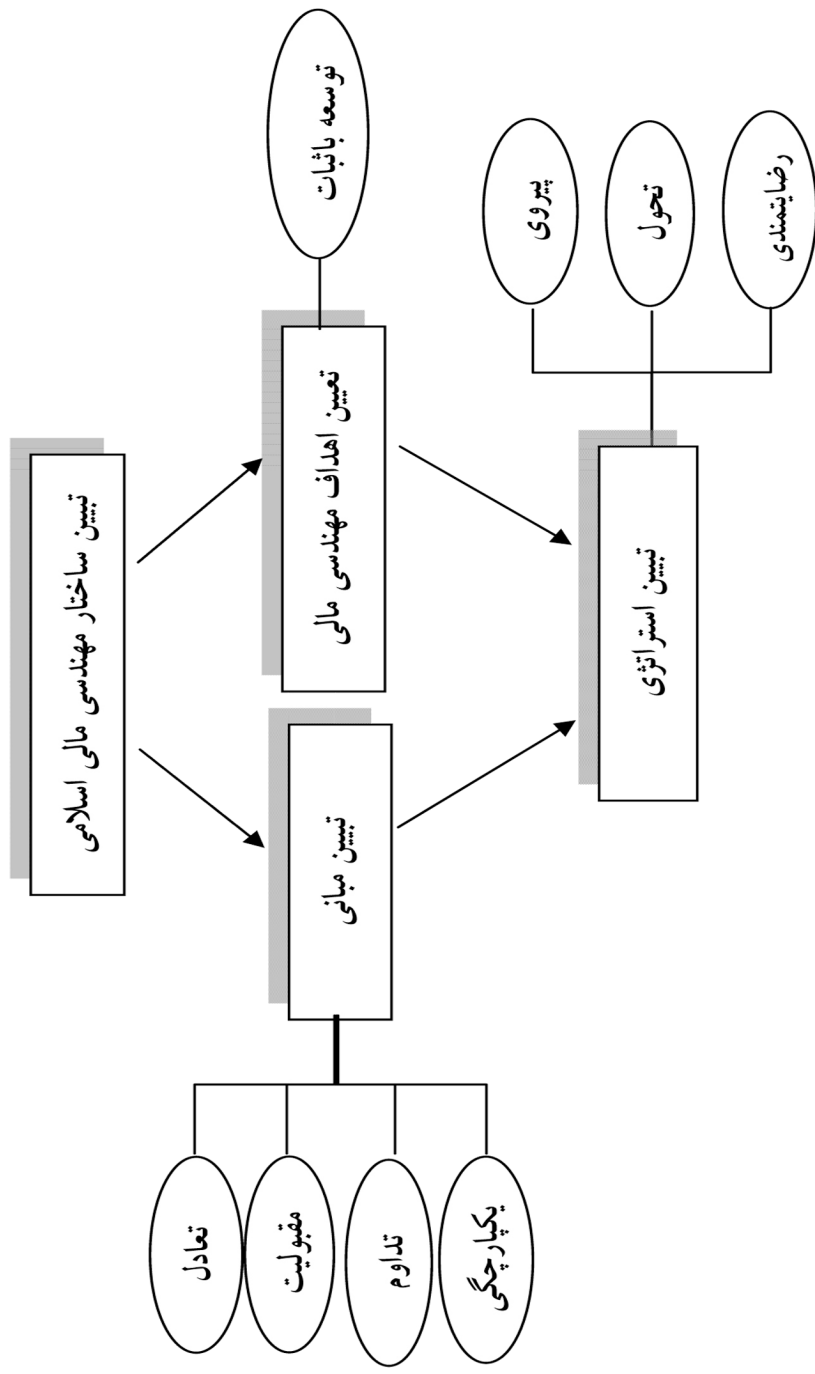 تبیین ساختار مهندسی مالی اسلامی
تعیین اهداف مهندسی مالی
توسعه باثبات
تبیین مبانی
تعادل
مقبولیت
تداوم
یکپارچگی
تبیین استراتژی
پیروی
تحول
رضایتمندی